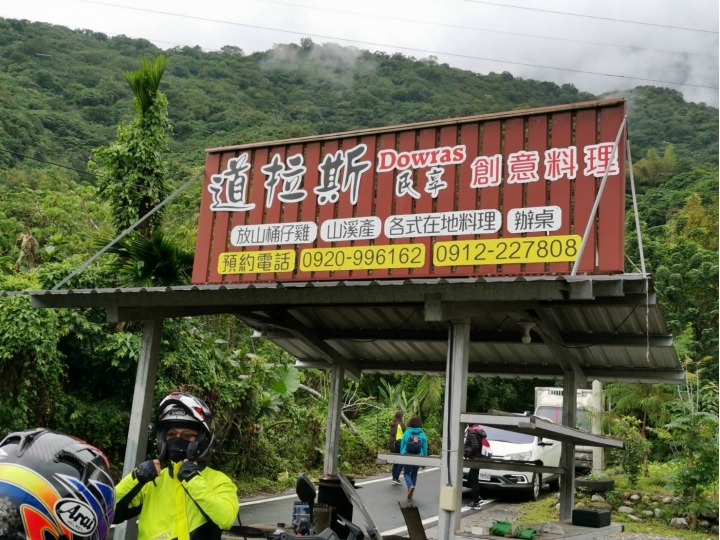 道拉斯 Dowras 民享 創意料理
放山桶仔雞 山溪產 各式在地料理 辦桌
預約電話 0920-996162 0912-227808
Arai